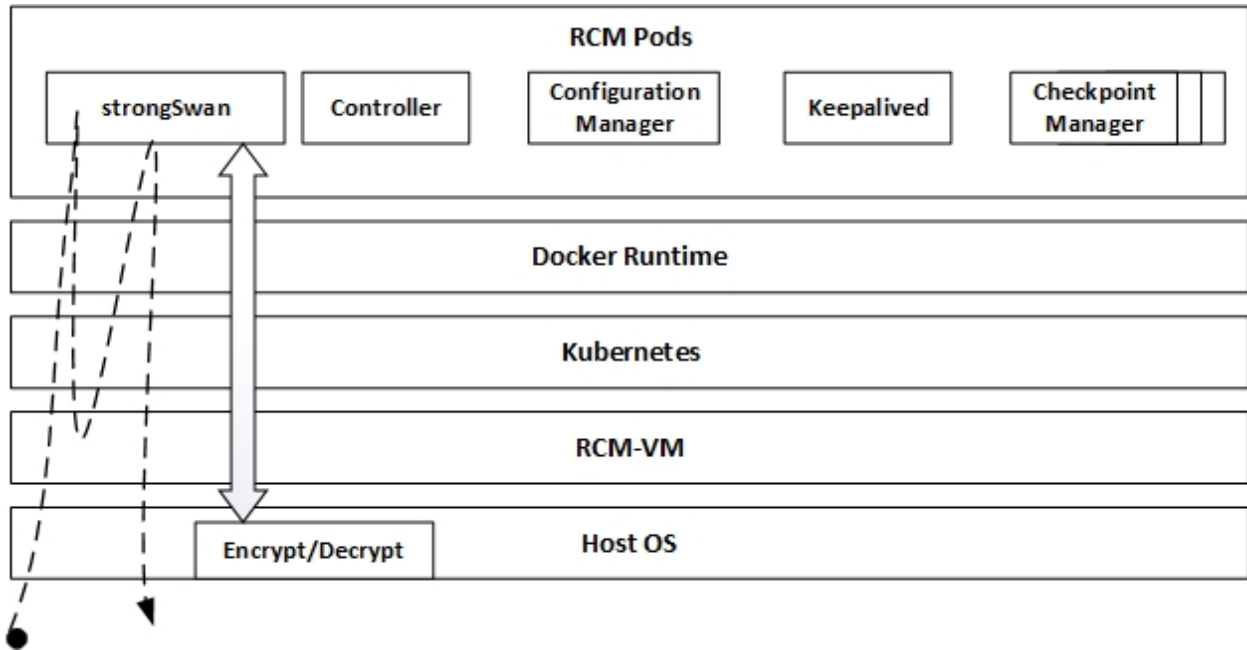 RCM Pods
strongSwan
Controller
Configuration
Manager
Keepalived
Checkpoint
Manager
Docker Runtime
Kubernetes
RCM-VM
Host OS
Encrypt/Decrypt